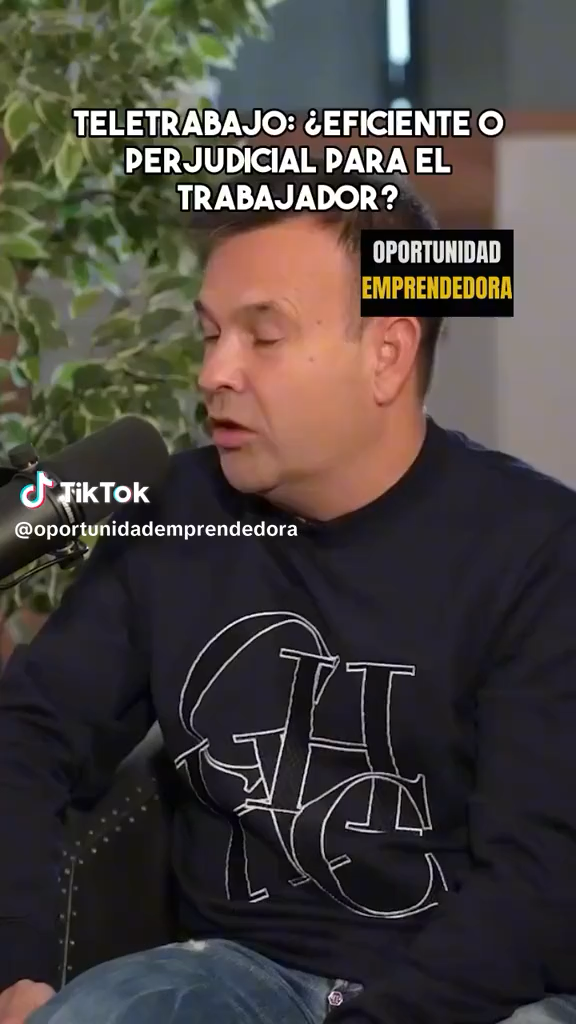 TELETRABAJO: ¿EFICIENTE O
PERJUDICIAL PARA EL
TRABAJADOR?
OPORTUNIDAD
EMPRENDEDORA
TikTok
@oportunidademprendedora